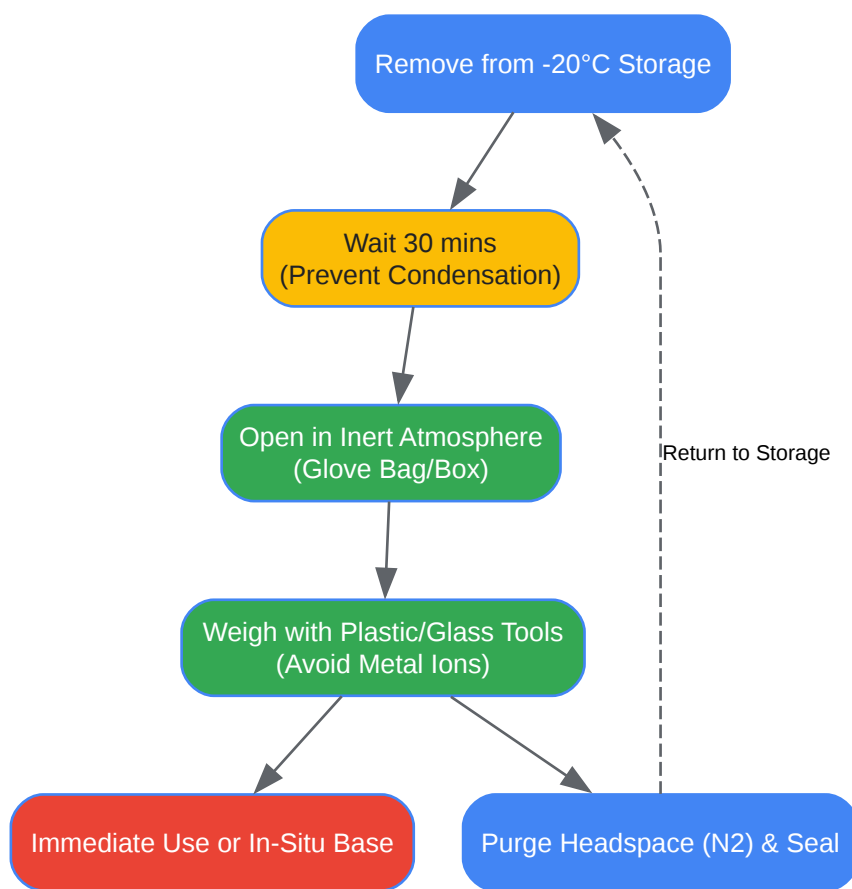 Remove from -20°C Storage
Wait 30 mins
(Prevent Condensation)
Open in Inert Atmosphere
(Glove Bag/Box)
Return to Storage
Weigh with Plastic/Glass Tools
(Avoid Metal Ions)
Immediate Use or In-Situ Base
Purge Headspace (N2) & Seal